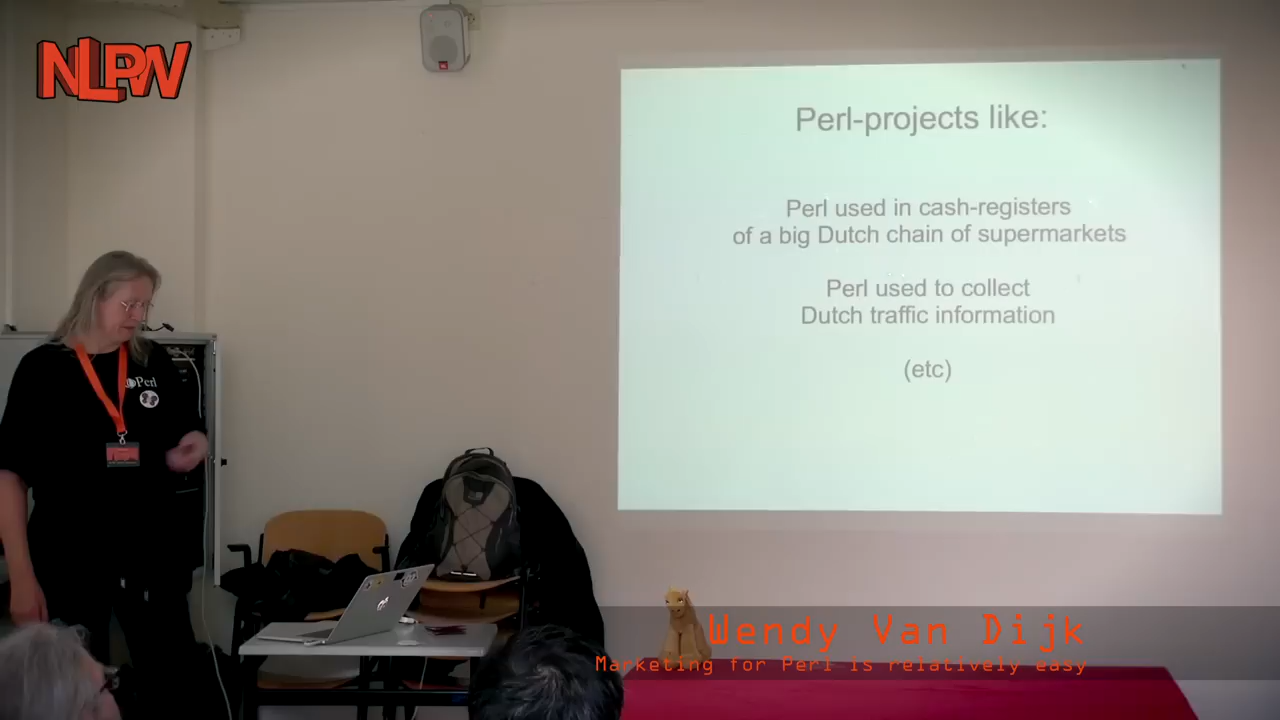 NLPW
Perl-projects like:
Perl used in cash-registers
of a big Dutch chain of supermarkets
Perl used to collect
Dutch traffic information
(etc)
Perl
Wendy Van Dijk
Marketing for Perl is relatively easy